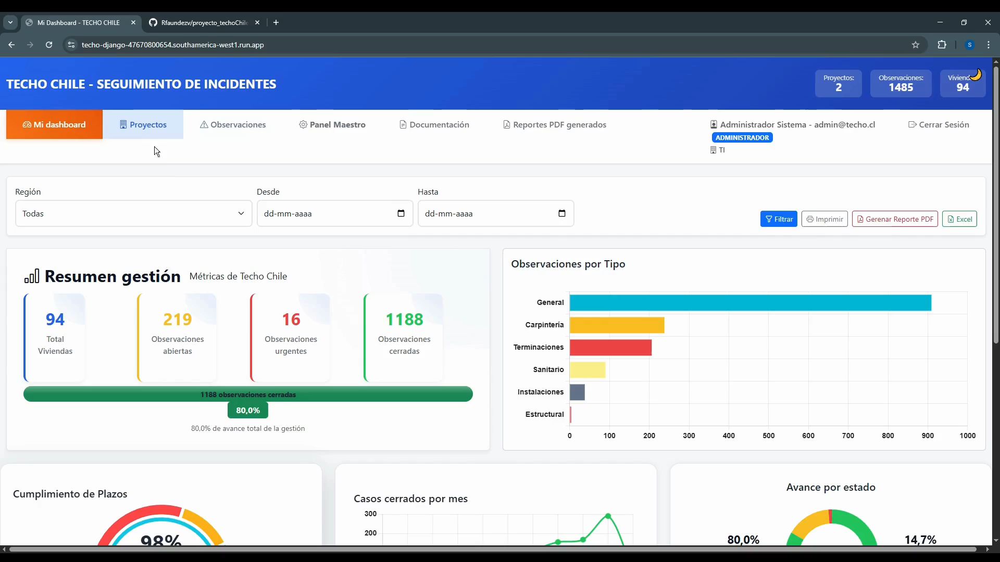 Mi Dashboard - TECHO CHILE
Rfaundezv/proyecto_techoChile
techo-django-47670800654.southamerica-west1.run.app
S
TECHO CHILE - SEGUIMIENTO DE INCIDENTES
Proyectos:
2
Observaciones:
1485
Viviend
94
Mi dashboard
Proyectos
Observaciones
Panel Maestro
Documentación
Reportes PDF generados
Administrador Sistema - admin@techo.cl
ADMINISTRADOR
TI
Cerrar Sesión
Región
Todas
Desde
dd-mm-aaaa
Hasta
dd-mm-aaaa
Filtrar
Imprimir
Gerenar Reporte PDF
Excel
Resumen gestión
Métricas de Techo Chile
94
Total
Viviendas
219
Observaciones
abiertas
16
Observaciones
urgentes
1188
Observaciones
cerradas
1188 observaciones cerradas
80,0%
80,0% de avance total de la gestión
Observaciones por Tipo
General
Carpintería
Terminaciones
Sanitario
Instalaciones
Estructural
0 100 200 300 400 500 600 700 800 900 1000
Cumplimiento de Plazos
98%
Casos cerrados por mes
300
200
Avance por estado
80,0%
14,7%